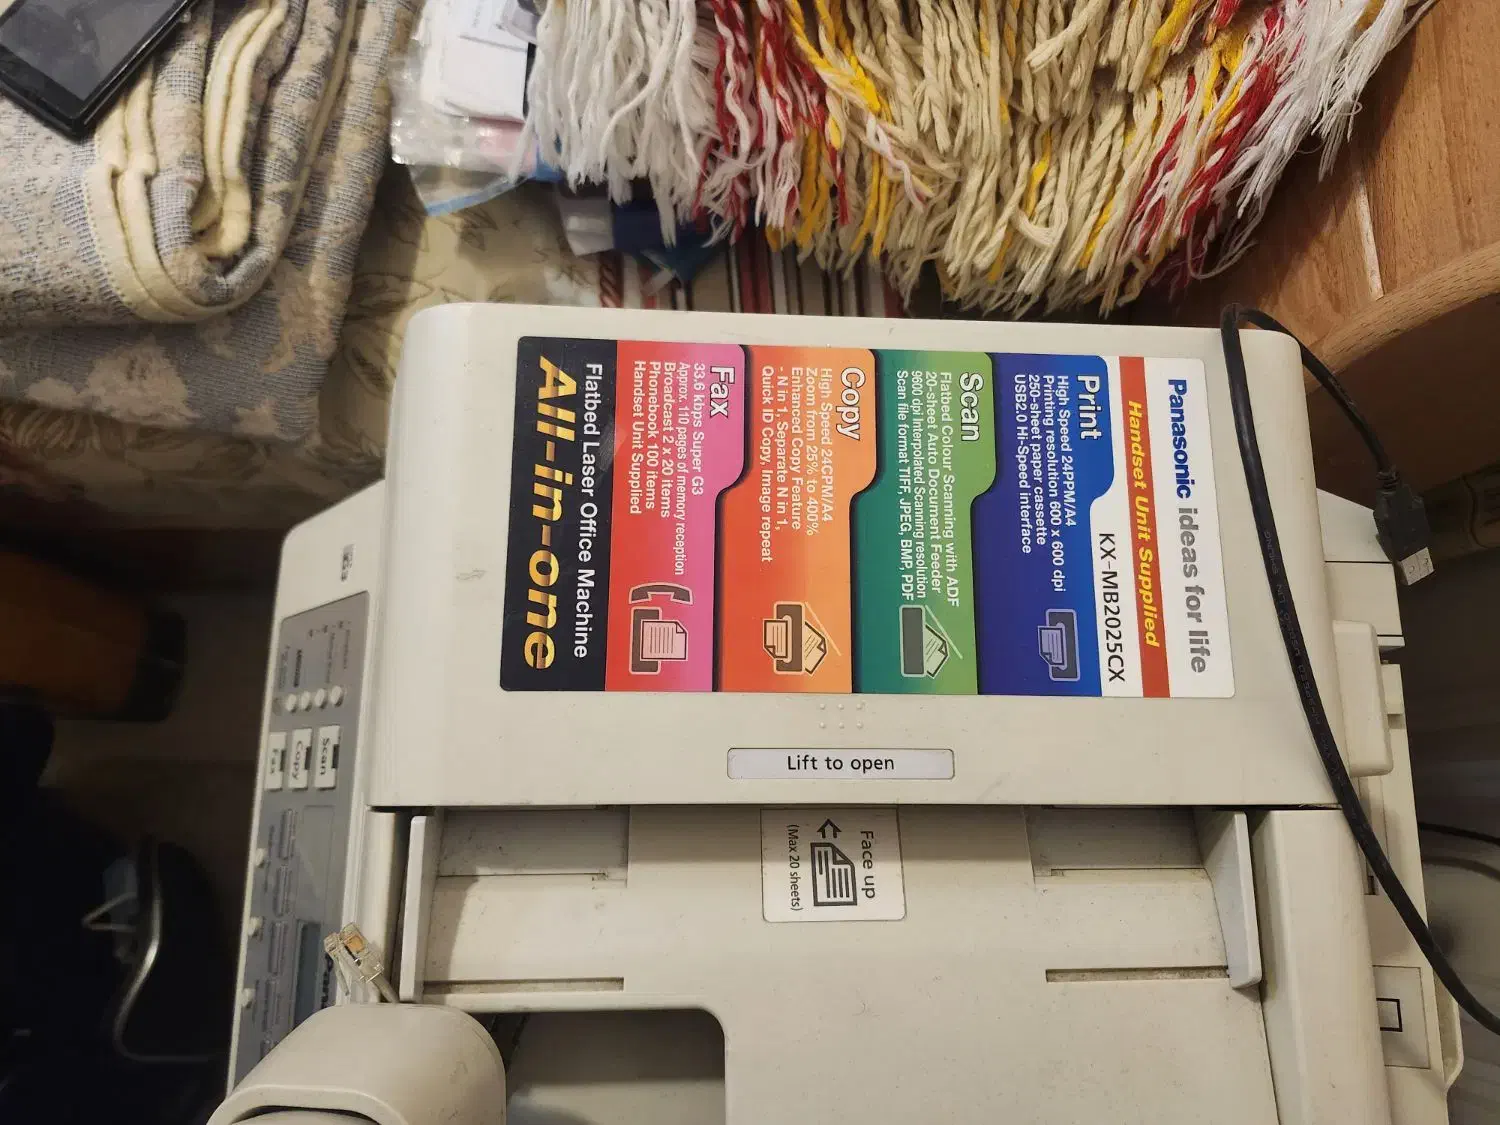 Panasonic ideas for life
Handset Unit Supplied
KX-MB2025CX
Print
High Speed 24PPM/A4
Printing resolution 600 x 600 dpi
250-sheet paper cassette
USB2.0 Hi-Speed interface
Scan
Flatbed Colour Scanning with ADF
20-sheet Auto Document Feeder
9600 dpi Interpolated Scanning resolution
Scan file format TIFF, JPEG, BMP, PDF
Copy
High Speed 24CPM/A4
Zoom from 25% to 400%
Enhanced Copy Feature
- N in 1, Separate N in 1,
Quick ID Copy, Image repeat
Fax
33.6 kbps Super G3
Approx. 110 pages of memory reception
Broadcast 2 x 20 items
Phonebook 100 items
Handset Unit Supplied
Flatbed Laser Office Machine
All-in-one
Lift to open
Face up
(Max 20 sheets)
Scan
Copy
Fax